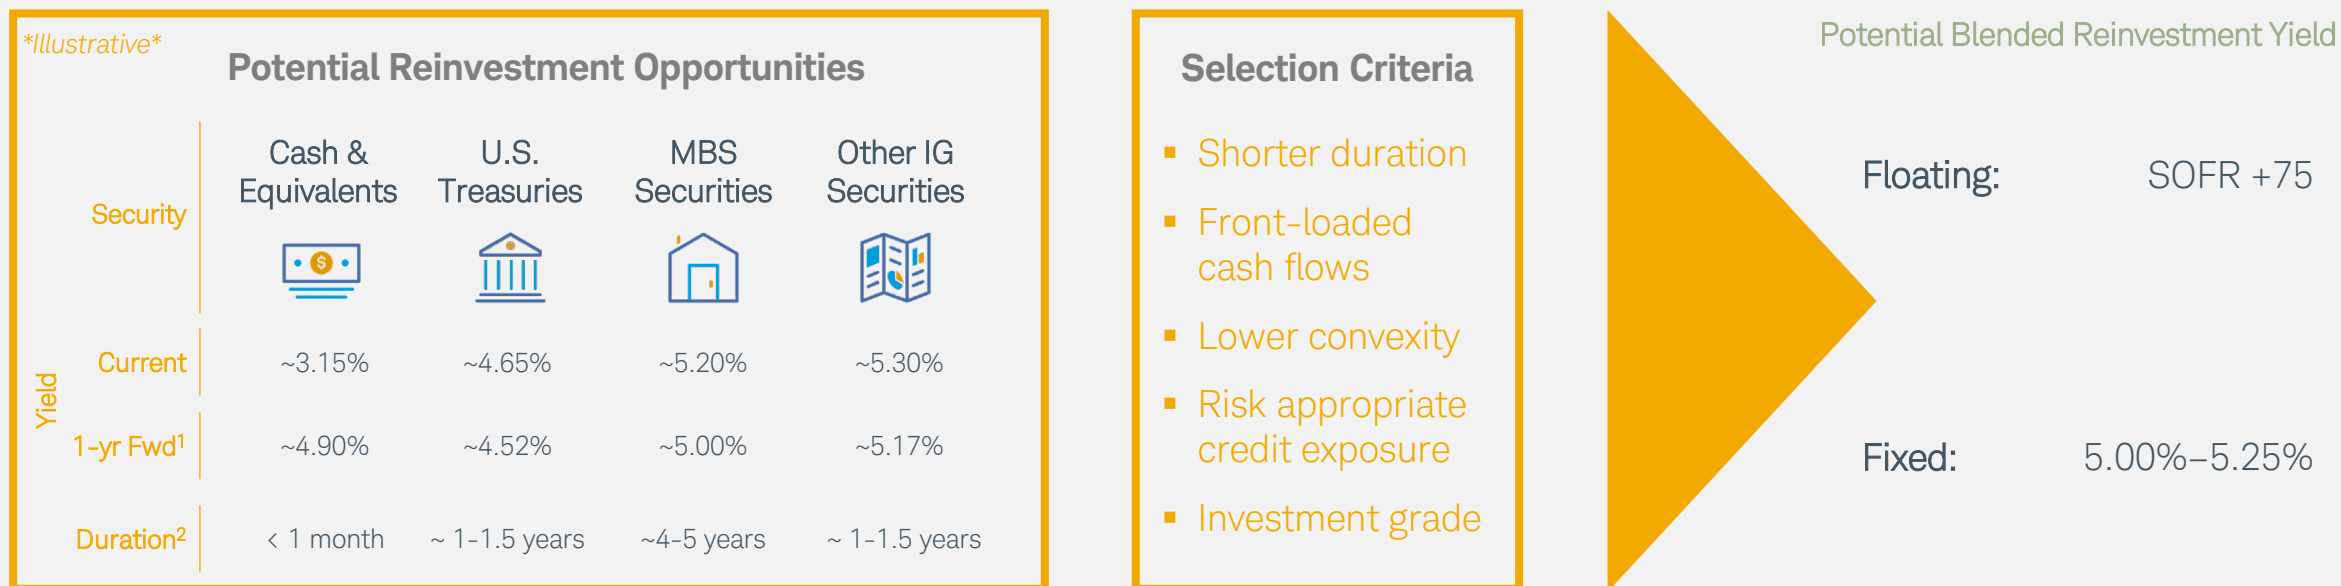 *Illustrative*
Potential Reinvestment Opportunities
Security
Cash &
Equivalents
U.S.
Treasuries
MBS
Securities
Other IG
Securities
$
Yield
Current
~3.15%
~4.65%
~5.20%
~5.30%
1-yr Fwd¹
~4.90%
~4.52%
~5.00%
~5.17%
Duration²
< 1 month
~ 1-1.5 years
~4-5 years
~ 1-1.5 years
Selection Criteria
▪ Shorter duration
▪ Front-loaded
cash flows
▪ Lower convexity
▪ Risk appropriate
credit exposure
▪ Investment grade
Potential Blended Reinvestment Yield
Floating: SOFR +75
Fixed: 5.00%–5.25%